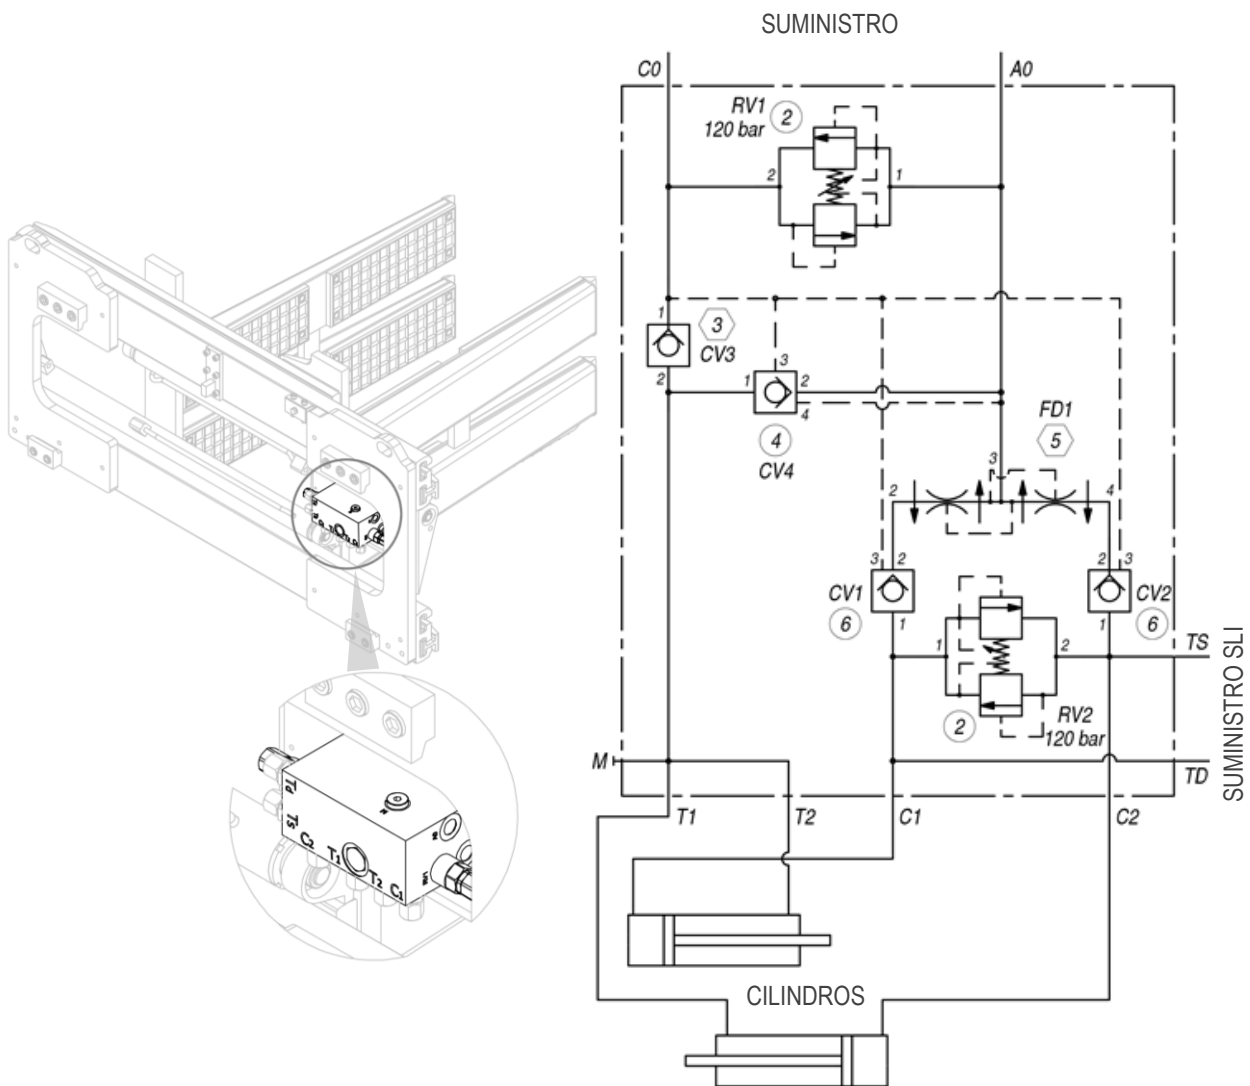 SUMINISTRO
C0
A0
RV1
120 bar
2
2
1
1
3
CV3
2
3
1
2
4
4
CV4
FD1
5
3
2
4
3
2
CV1
6
1
2
3
CV2
6
1
1
2
2
RV2
120 bar
TS
TD
SUMINISTRO SLI
M
T1
T2
C1
C2
CILINDROS
TD
TS
C2
T1
T2
C1